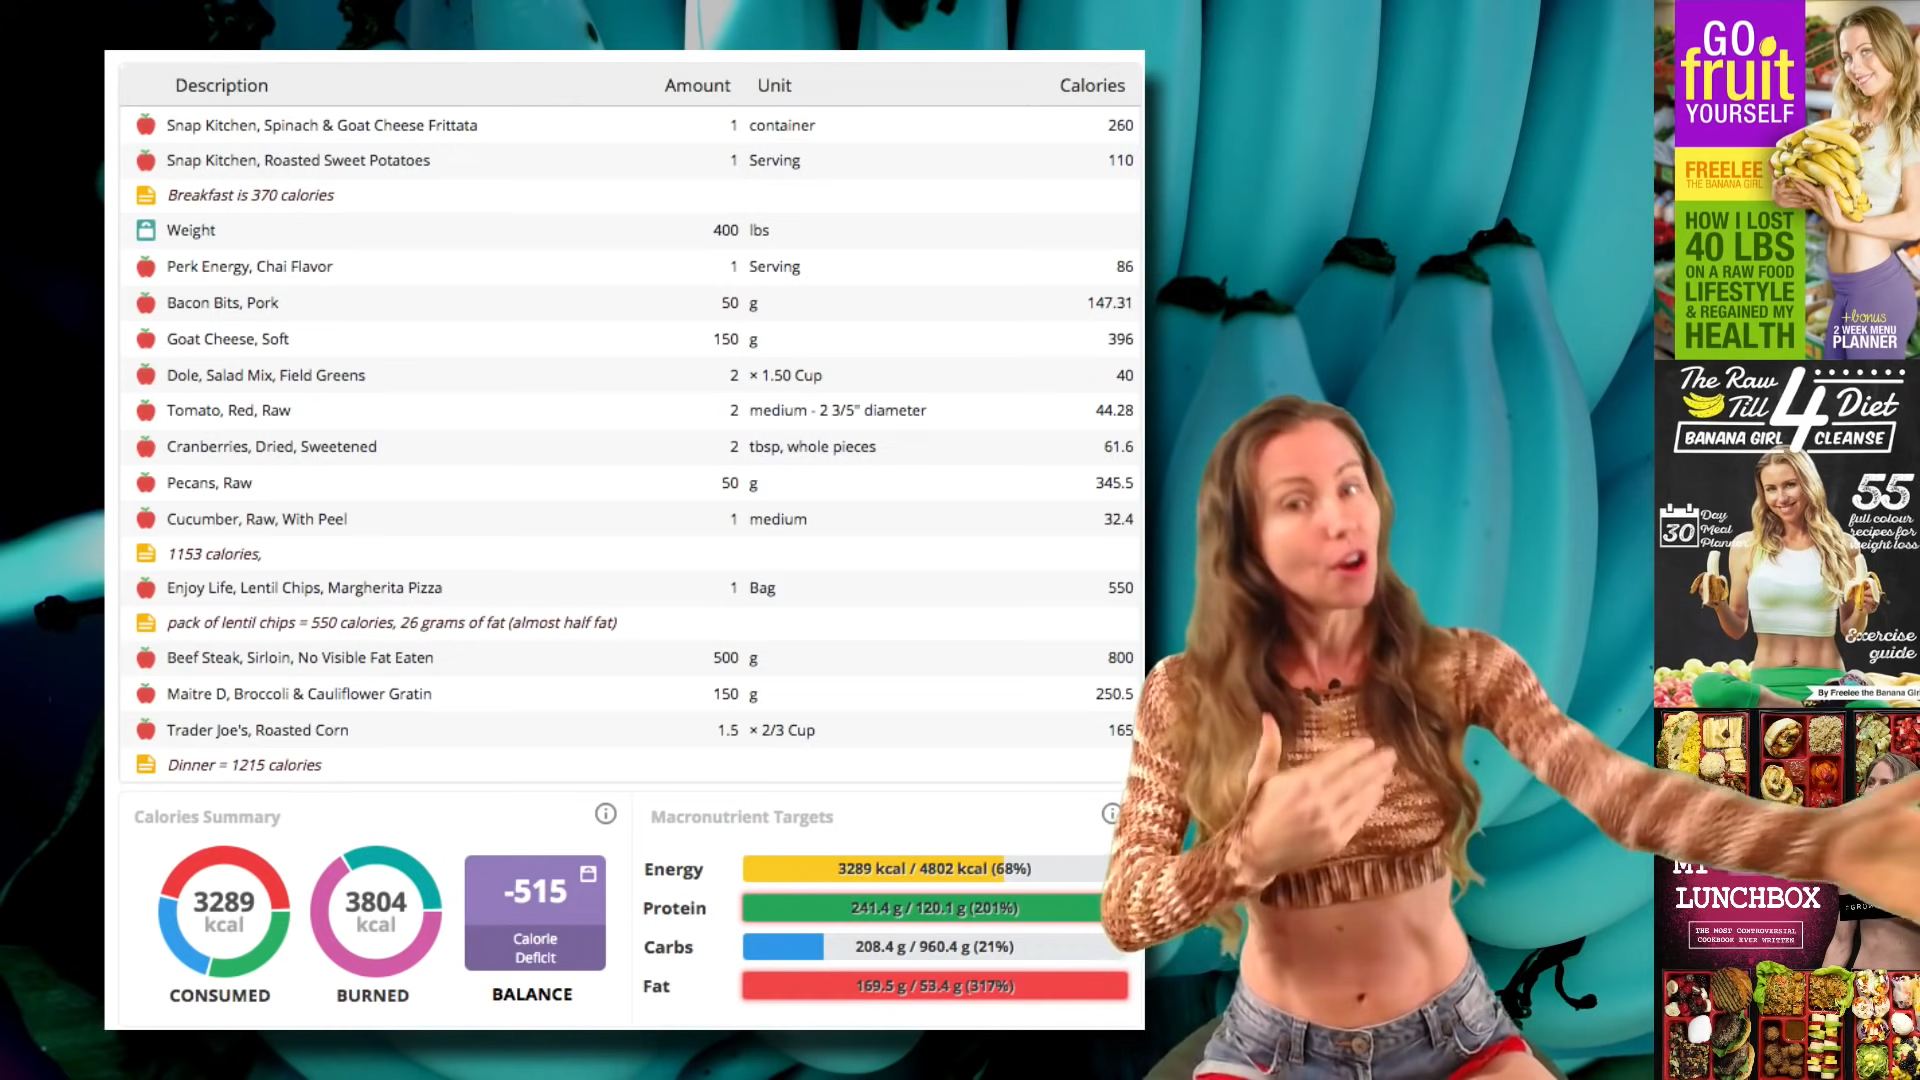 Description Amount Unit Calories
Snap Kitchen, Spinach & Goat Cheese Frittata 1 container 260
Snap Kitchen, Roasted Sweet Potatoes 1 Serving 110
Breakfast is 370 calories
Weight 400 lbs
Perk Energy, Chai Flavor 1 Serving 86
Bacon Bits, Pork 50 g 147.31
Goat Cheese, Soft 150 g 396
Dole, Salad Mix, Field Greens 2 × 1.50 Cup 40
Tomato, Red, Raw 2 medium - 2 3/5" diameter 44.28
Cranberries, Dried, Sweetened 2 tbsp, whole pieces 61.6
Pecans, Raw 50 g 345.5
Cucumber, Raw, With Peel 1 medium 32.4
1153 calories,
Enjoy Life, Lentil Chips, Margherita Pizza 1 Bag 550
pack of lentil chips = 550 calories, 26 grams of fat (almost half fat)
Beef Steak, Sirloin, No Visible Fat Eaten 500 g 800
Maitre D, Broccoli & Cauliflower Gratin 150 g 250.5
Trader Joe's, Roasted Corn 1.5 × 2/3 Cup 165
Dinner = 1215 calories
Calories Summary
3289
kcal
CONSUMED
3804
kcal
BURNED
-515
Calorie
Deficit
BALANCE
Macronutrient Targets
Energy 3289 kcal / 4802 kcal (68%)
Protein 241.4 g / 120.1 g (201%)
Carbs 208.4 g / 960.4 g (21%)
Fat 169.5 g / 53.4 g (317%)
GO
fruit
YOURSELF
FREELEE
THE BANANA GIRL
HOW I LOST
40 LBS
ON A RAW FOOD
LIFESTYLE
& REGAINED MY
HEALTH
+bonus
2 WEEK MENU
PLANNER
The Raw
Till 4 Diet
BANANA GIRL CLEANSE
30 Day
Meal
Planner
55
full colour
recipes for
weight loss
Exercise
guide
By Freelee the Banana Girl
MY
LUNCHBOX
THE MOST CONTROVERSIAL
COOKBOOK EVER WRITTEN